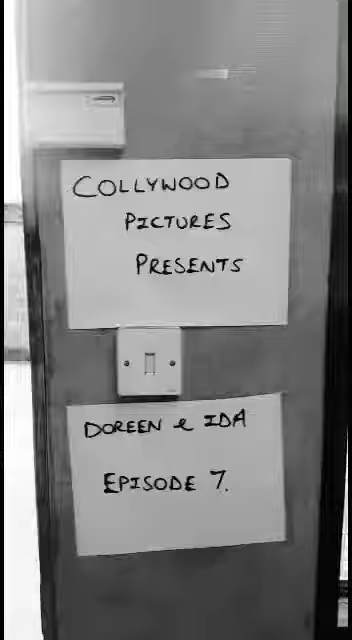 COLLYWOOD
PICTURES
PRESENTS
DOREEN & IDA
EPISODE 7.